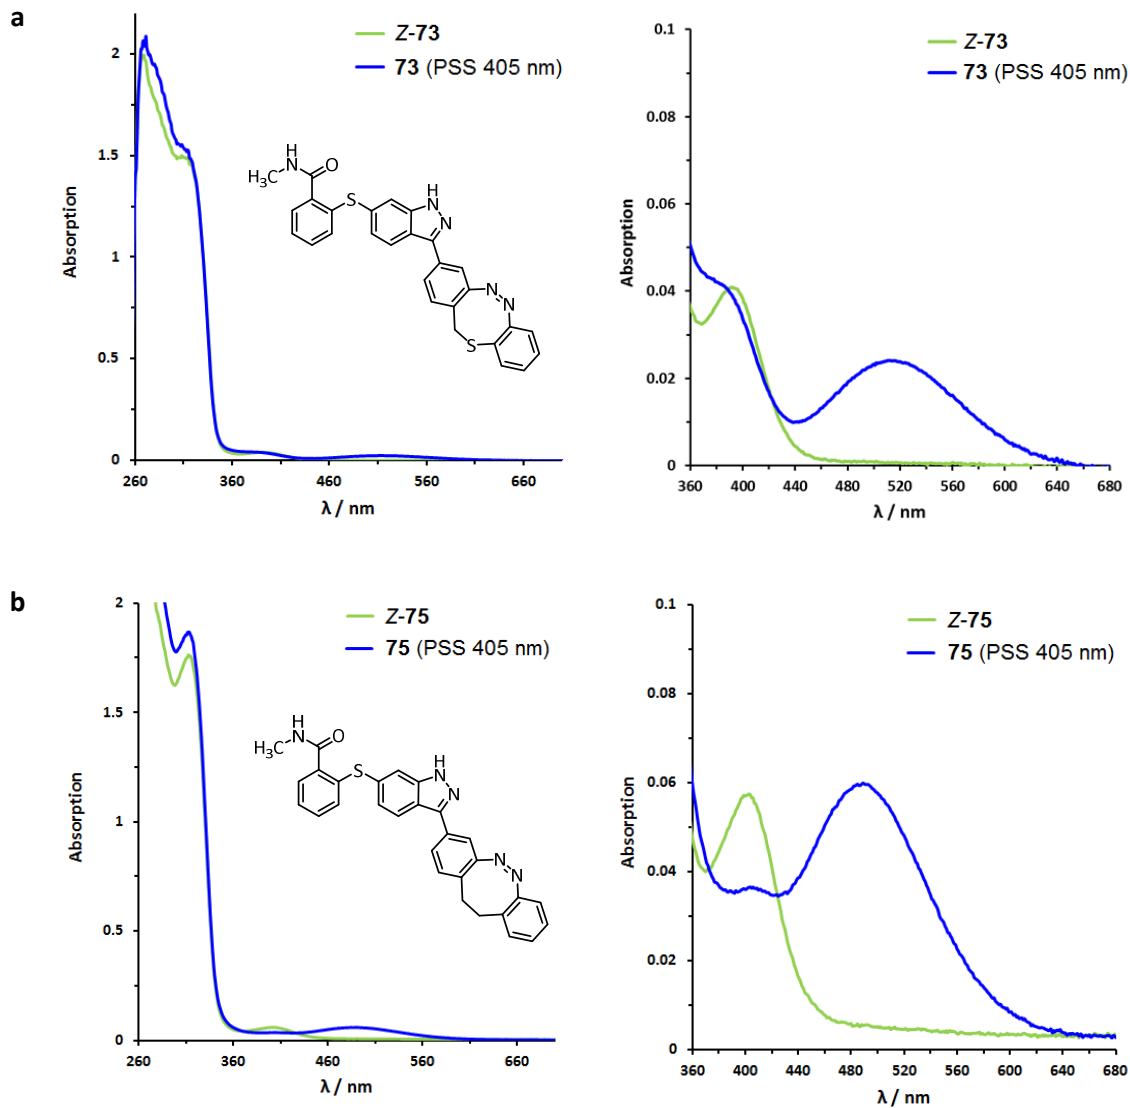 a
Z-73
73 (PSS 405 nm)
2
1.5
1
0.5
0
Absorption
260 360 460 560 660
λ / nm
H
N
H3C
O
S
H
N
N
N
N
S
Z-73
73 (PSS 405 nm)
0.1
0.08
0.06
0.04
0.02
0
Absorption
360 400 440 480 520 560 600 640 680
λ / nm
b
Z-75
75 (PSS 405 nm)
2
1.5
1
0.5
0
Absorption
260 360 460 560 660
λ / nm
H
N
H3C
O
S
H
N
N
N
N
Z-75
75 (PSS 405 nm)
0.1
0.08
0.06
0.04
0.02
0
Absorption
360 400 440 480 520 560 600 640 680
λ / nm